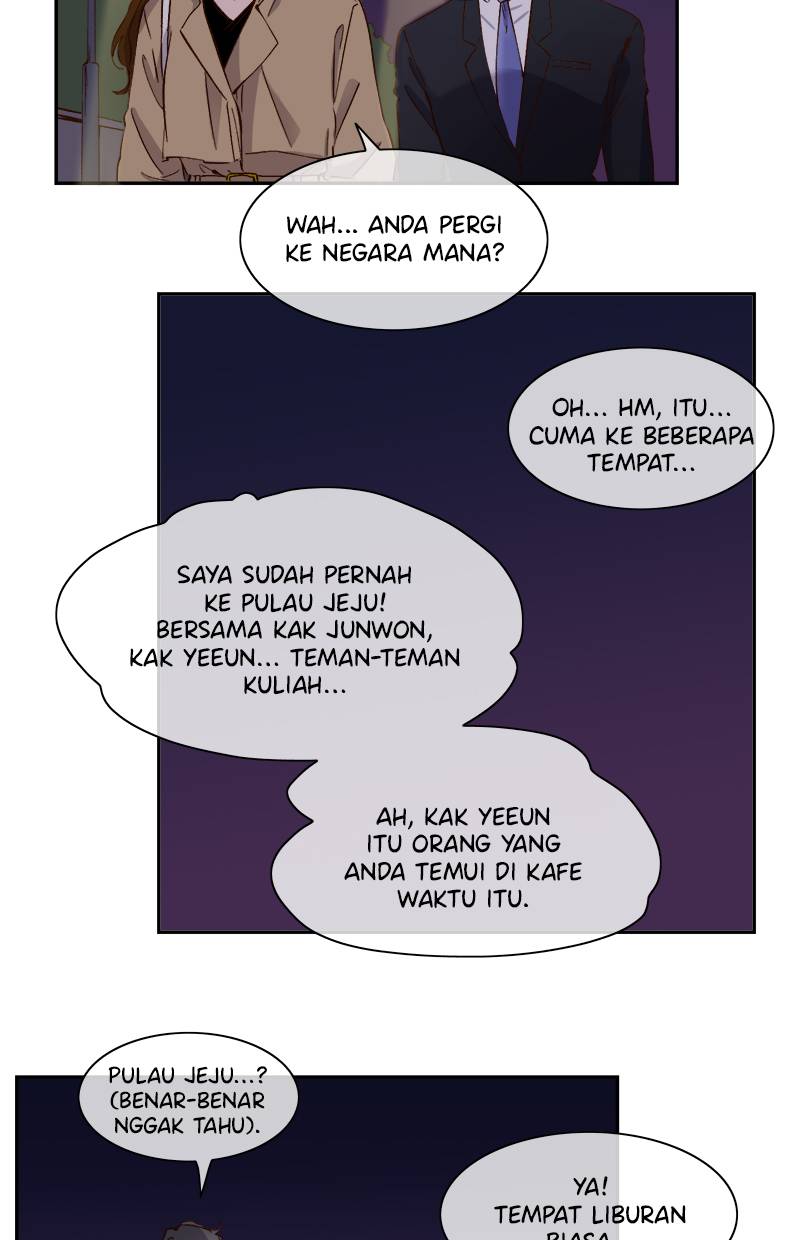 WAH... ANDA PERGI
KE NEGARA MANA?
OH... HM, ITU...
CUMA KE BEBERAPA
TEMPAT...
SAYA SUDAH PERNAH
KE PULAU JEJU!
BERSAMA KAK JUNWON,
KAK YEEUN... TEMAN-TEMAN
KULIAH...
AH, KAK YEEUN
ITU ORANG YANG
ANDA TEMUI DI KAFE
WAKTU ITU.
PULAU JEJU...?
(BENAR-BENAR
NGGAK TAHU).
YA!
TEMPAT LIBURAN
BIASA